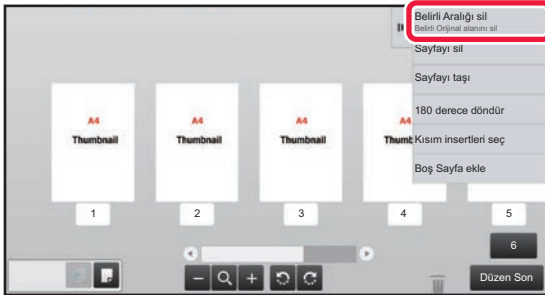 Belirli Aralığı sil
Belirli Orijinal alanını sil
Sayfayı sil
Sayfayı taşı
180 derece döndür
Kısım insertleri seç
Boş Sayfa ekle
A4
Thumbnail
A4
Thumbnail
A4
Thumbnail
A4
Thumb
1
2
3
4
5
6
Düzen Son